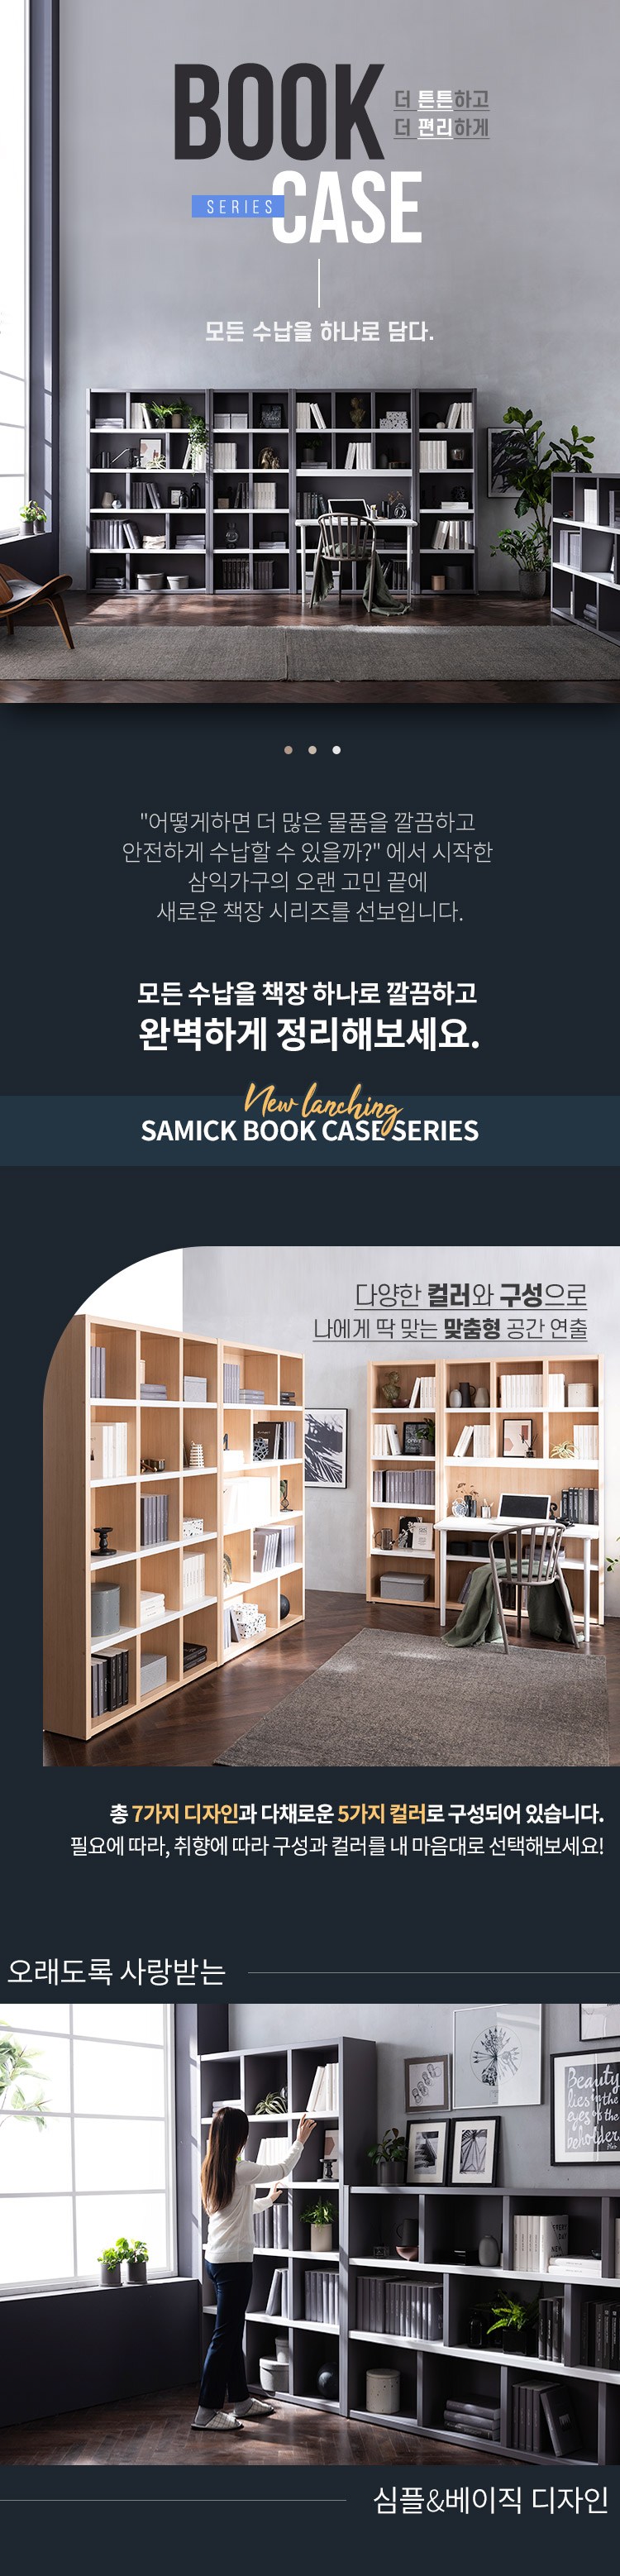 BOOK
더 튼튼하고
더 편리하게
SERIES
CASE
모든 수납을 하나로 담다.
"어떻게하면 더 많은 물품을 깔끔하고
안전하게 수납할 수 있을까?" 에서 시작한
삼익가구의 오랜 고민 끝에
새로운 책장 시리즈를 선보입니다.
모든 수납을 책장 하나로 깔끔하고
완벽하게 정리해보세요.
New lanching
SAMICK BOOK CASE SERIES
다양한 컬러와 구성으로
나에게 딱 맞는 맞춤형 공간 연출
총 7가지 디자인과 다채로운 5가지 컬러로 구성되어 있습니다.
필요에 따라, 취향에 따라 구성과 컬러를 내 마음대로 선택해보세요!
오래도록 사랑받는
Beauty
lies in the
eyes of the
beholder.
심플&베이직 디자인